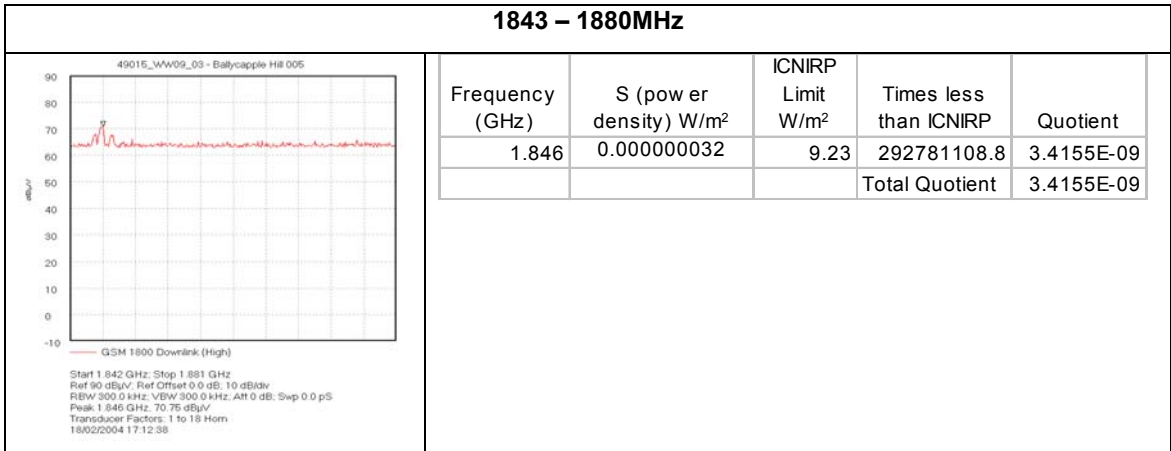 1843 – 1880MHz
49015_WW09_03 - Ballycapple Hill 005
90
80
70
60
50
40
30
20
10
0
-10
dBµV
GSM 1800 Downlink (High)
Start 1.842 GHz; Stop 1.881 GHz
Ref 90 dBµV; Ref Offset 0.0 dB; 10 dB/div
RBW 300.0 kHz; VBW 300.0 kHz; Att 0 dB; Swp 0.0 pS
Peak 1.846 GHz, 70.75 dBµV
Transducer Factors: 1 to 18 Horn
18/02/2004 17:12:38
Frequency (GHz) S (pow er density) W/m² ICNIRP Limit W/m² Times less than ICNIRP Quotient
1.846 0.000000032 9.23 292781108.8 3.4155E-09
Total Quotient 3.4155E-09